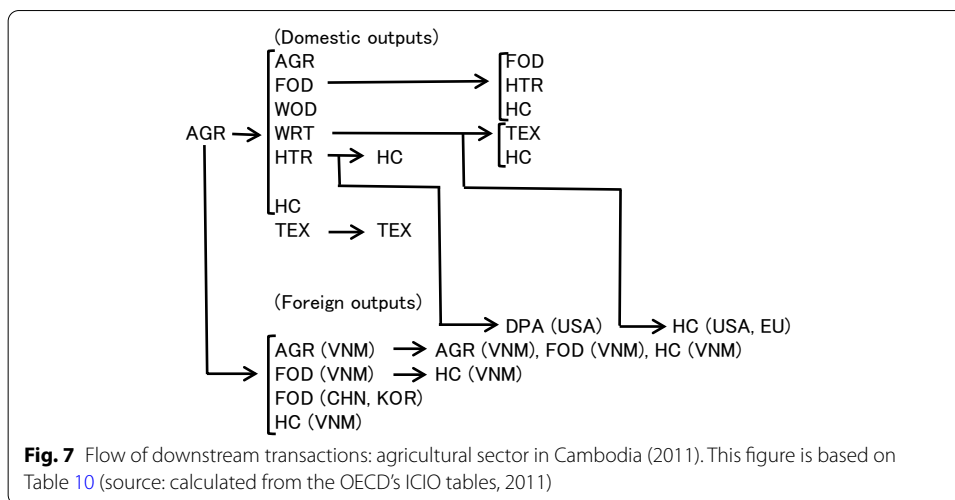 (Domestic outputs)
AGR FOD
FOD HTR
WOD HC
AGR WRT TEX
HTR HC HC
HC
TEX TEX
(Foreign outputs)
DPA (USA) HC (USA, EU)
AGR (VNM) AGR (VNM), FOD (VNM), HC (VNM)
FOD (VNM) HC (VNM)
FOD (CHN, KOR)
HC (VNM)
Fig. 7 Flow of downstream transactions: agricultural sector in Cambodia (2011). This figure is based on
Table 10 (source: calculated from the OECD’s ICIO tables, 2011)